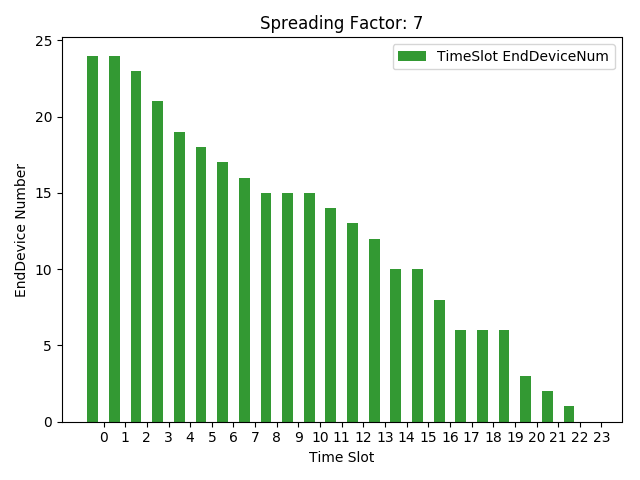 Spreading Factor: 7
TimeSlot EndDeviceNum
EndDevice Number
25
20
15
10
5
0
0 1 2 3 4 5 6 7 8 9 10 11 12 13 14 15 16 17 18 19 20 21 22 23
Time Slot